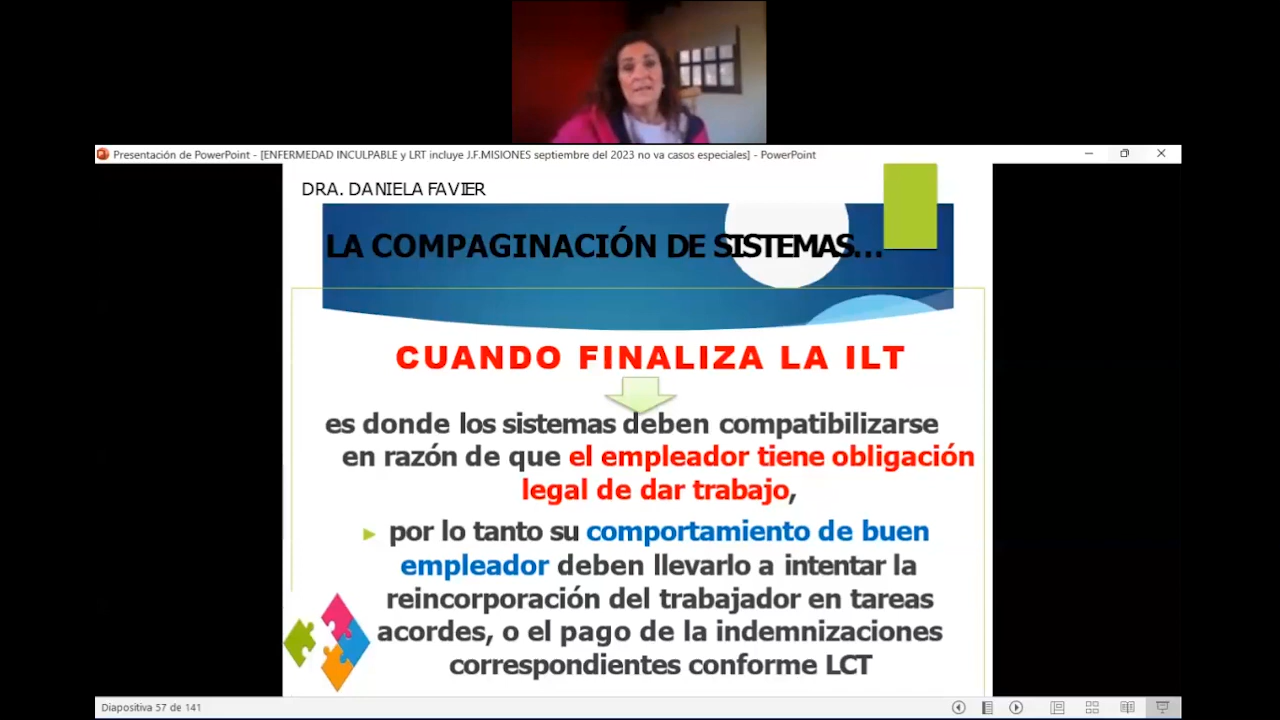 Presentación de PowerPoint - [ENFERMEDAD INCULPABLE y LRT incluye J.F.MISIONES septiembre del 2023 no va casos especiales] - PowerPoint
DRA. DANIELA FAVIER
LA COMPAGINACIÓN DE SISTEMAS...
CUANDO FINALIZA LA ILT
es donde los sistemas deben compatibilizarse
en razón de que el empleador tiene obligación
legal de dar trabajo,
por lo tanto su comportamiento de buen
empleador deben llevarlo a intentar la
reincorporación del trabajador en tareas
acordes, o el pago de la indemnizaciones
correspondientes conforme LCT
Diapositiva 57 de 141